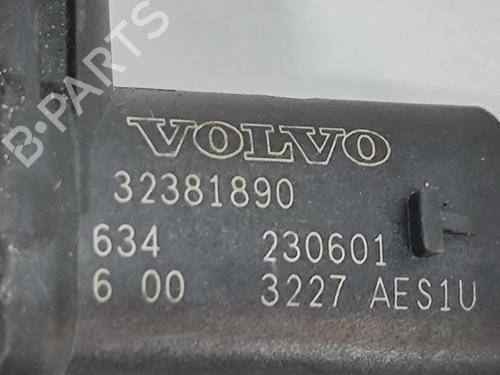 B-PARTS
VOLVO
32381890
634 230601
6 00 3227 AES1U